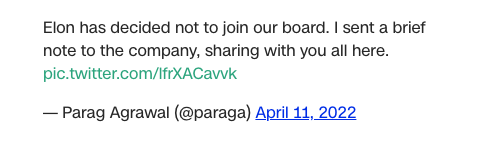 Elon has decided not to join our board. I sent a brief
note to the company, sharing with you all here.
pic.twitter.com/lfrXACavvk
— Parag Agrawal (@paraga) April 11, 2022